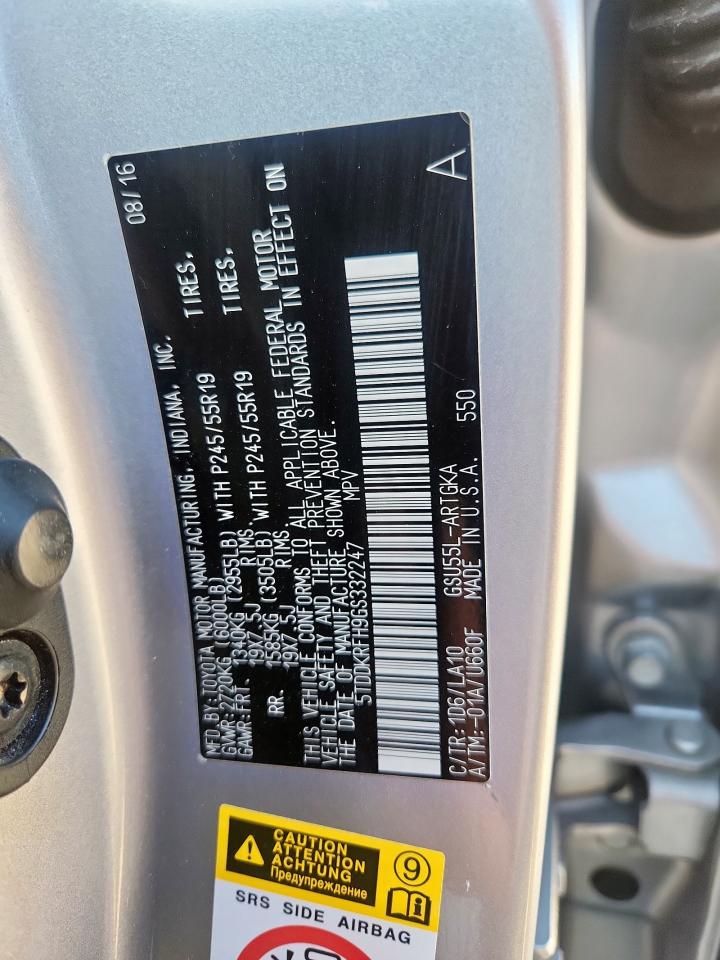 MFD BY:TOYOTA MOTOR MANUFACTURING, INDIANA, INC. 08/16
GVWR:2720KG (6000LB)
GAWR:FRT 1340KG (2955LB) WITH P245/55R19 TIRES,
19X7.5J RIMS
RR. 1585KG (3505LB) WITH P245/55R19 TIRES,
19X7.5J RIMS
THIS VEHICLE CONFORMS TO ALL APPLICABLE FEDERAL MOTOR
VEHICLE SAFETY AND THEFT PREVENTION STANDARDS IN EFFECT ON
THE DATE OF MANUFACTURE SHOWN ABOVE.
5TDDKRFH9GS332247 MPV
C/TR:1D6/LA10 GSU55L-ARTGKA 550
A/TM:-01A/U660F MADE IN U.S.A.
A
CAUTION
ATTENTION
ACHTUNG
Предупреждение
9
SRS SIDE AIRBAG